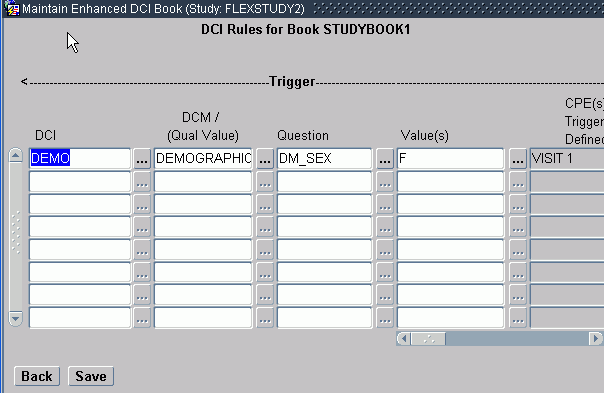 Maintain Enhanced DCI Book (Study: FLEXSTUDY2)
DCI Rules for Book STUDYBOOK1
<---Trigger---
CPE(s)
DCM / Trigger
DCI (Qual Value) Question Value(s) Defined
DEMO ... DEMOGRAPHIC ... DM_SEX ... F ... VISIT 1
... ... ... ...
... ... ... ...
... ... ... ...
... ... ... ...
... ... ... ...
... ... ... ...
... ... ... ...
Back Save